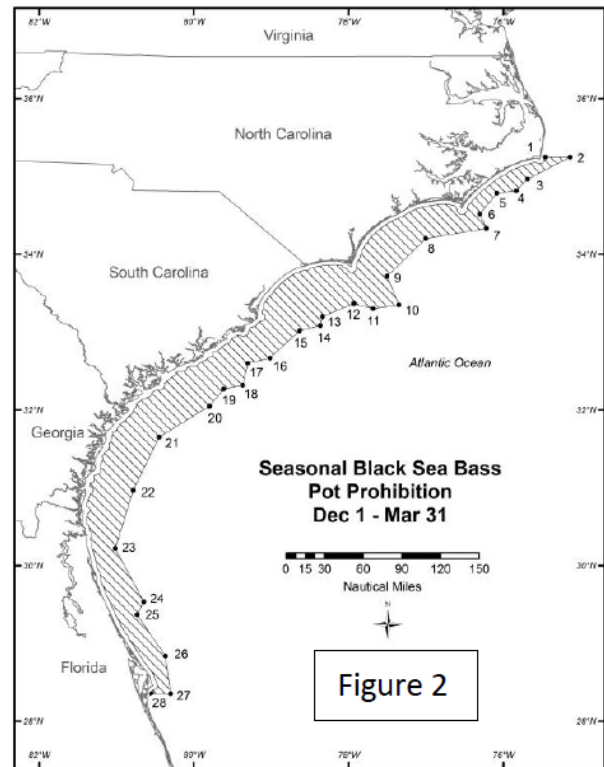 82°W 80°W 78°W 76°W
Virginia
36°N 36°N
North Carolina
1 2
3
5 4
6
7
34°N 34°N
8
South Carolina
9
10
12 11
13
14
15
Atlantic Ocean
16
17
18
19
20
32°N 32°N
Georgia
21
Seasonal Black Sea Bass
Pot Prohibition
Dec 1 - Mar 31
22
23
0 15 30 60 90 120 150
Nautical Miles
30°N 30°N
24
25
N
26
Florida
27
28
Figure 2
28°N 28°N
82°W 80°W 78°W 76°W